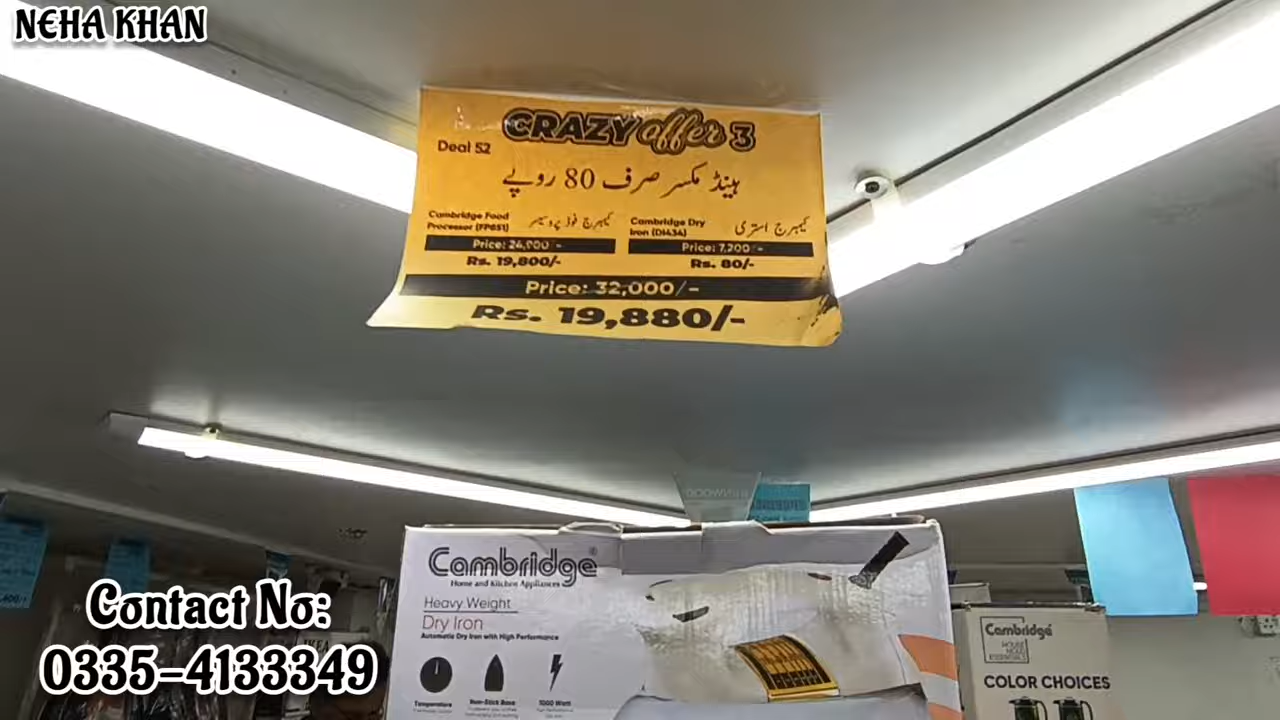 NEHA KHAN
CRAZY offer 3
Deal 52
ہینڈ مکسر صرف 80 روپے
Cambridge Food
Processor (FP851)
کیمبرج فوڈ پروسیسر
Price: 24,900/-
Rs. 19,800/-
Cambridge Dry
Iron (DI434)
کیمبرج استری
Price: 7,200/-
Rs. 80/-
Price: 32,000/-
Rs. 19,880/-
Cambridge
Home and Kitchen Appliances
Heavy Weight
Dry Iron
Automatic Dry Iron with High Performance
Temperature
Non-Stick Base
1000 Watt
Cambridge
COLOR CHOICES
Contact No:
0335-4133349